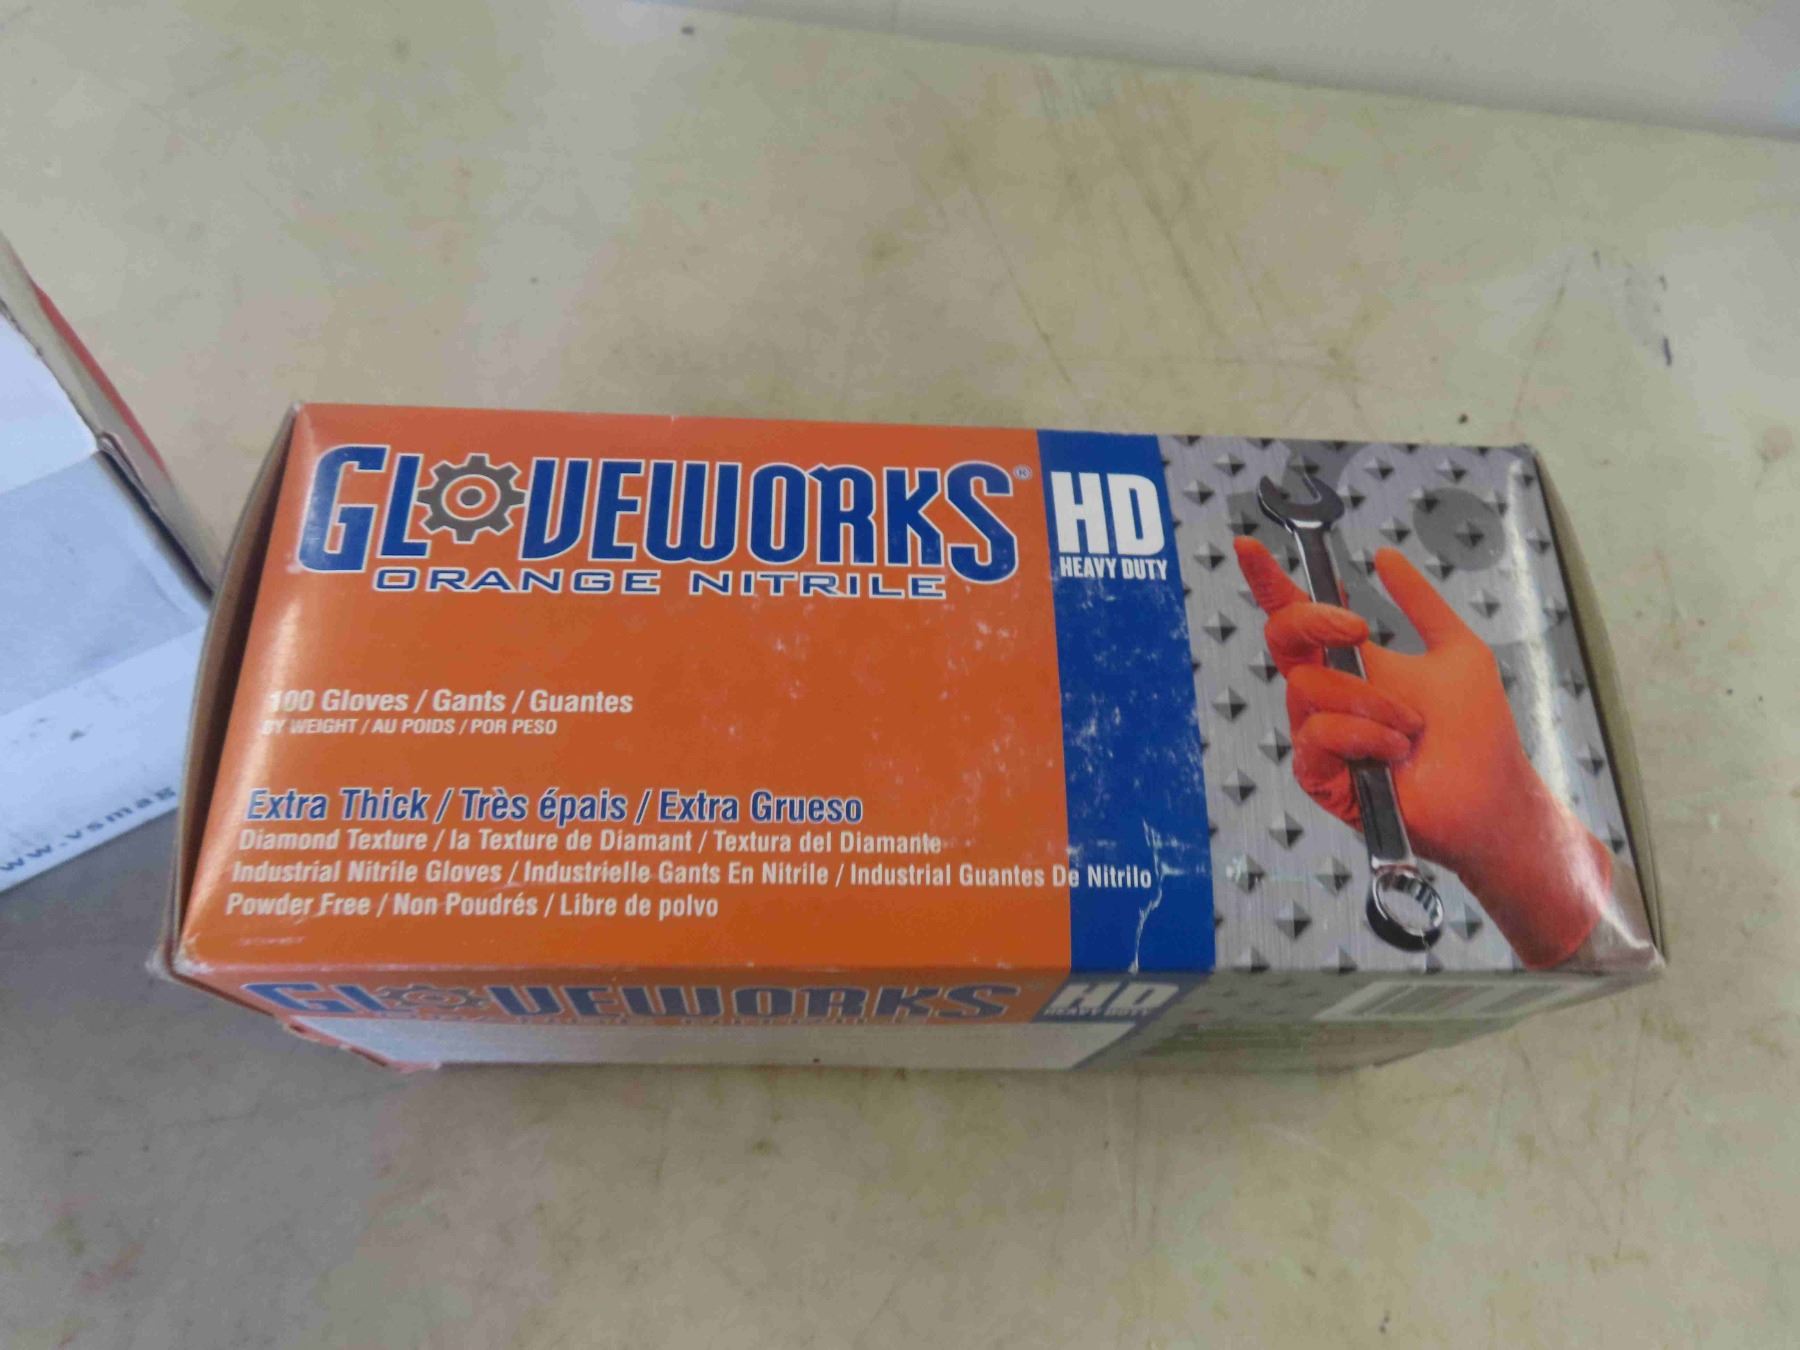 GLOVEWORKS®
ORANGE NITRILE
HD
HEAVY DUTY
100 Gloves / Gants / Guantes
BY WEIGHT / AU POIDS / POR PESO
Extra Thick / Très épais / Extra Grueso
Diamond Texture / la Texture de Diamant / Textura del Diamante
Industrial Nitrile Gloves / Industrielle Gants En Nitrile / Industrial Guantes De Nitrilo
Powder Free / Non Poudrés / Libre de polvo
GLOVEWORKS
HD
HEAVY DUTY
www.vsmag